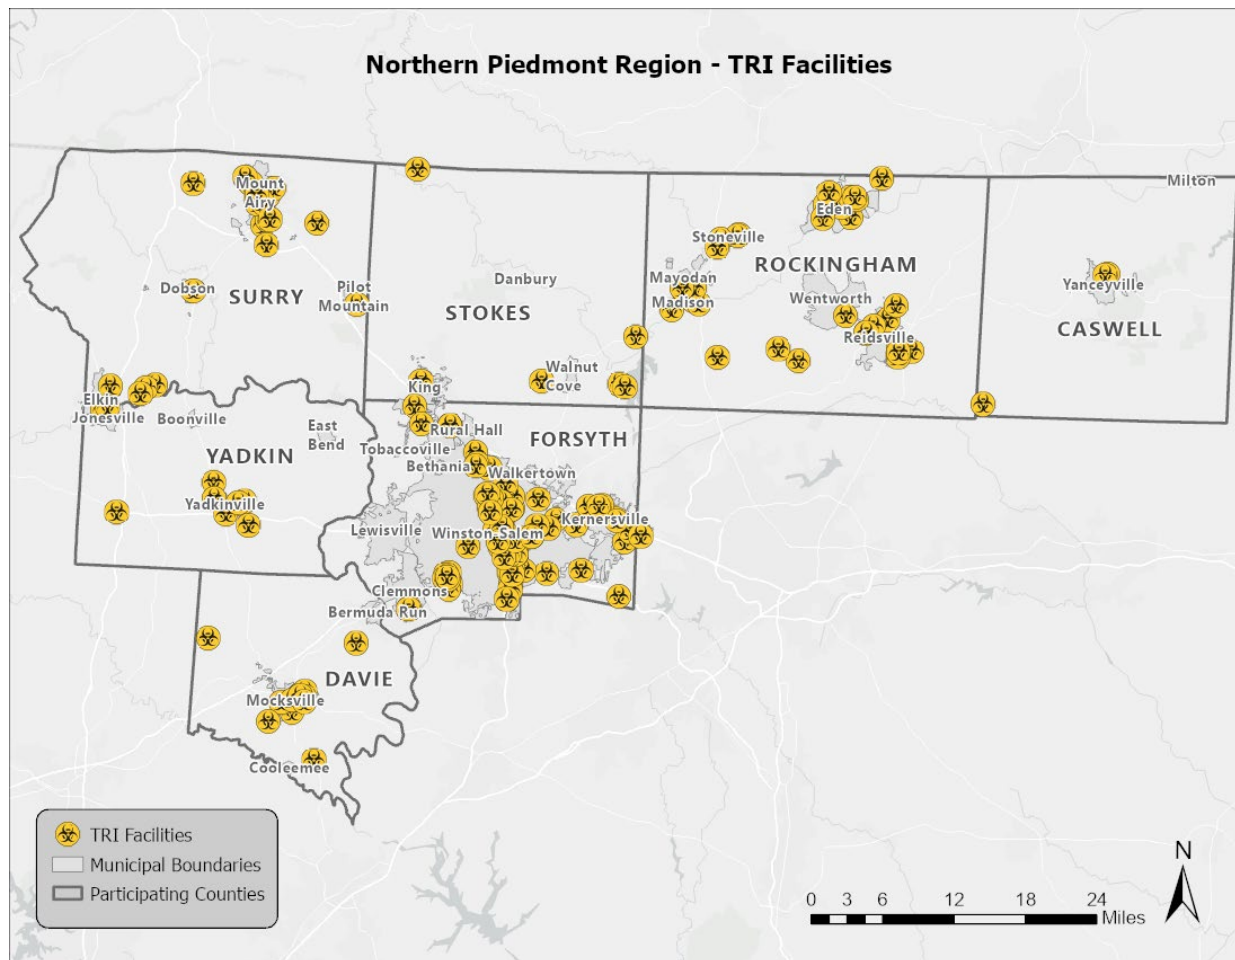 Northern Piedmont Region - TRI Facilities
Milton
Mount
Airy
Eden
Stoneville
ROCKINGHAM
Mayodan
Madison
Wentworth
Reidsville
Yanceyville
CASWELL
Dobson
SURRY
Pilot
Mountain
Danbury
STOKES
Walnut
Cove
King
Elkin
Jonesville
Boonville
East
Bend
YADKIN
Yadkinville
Rural Hall
FORSYTH
Tobaccoville
Bethania
Walkertown
Lewisville
Winston-Salem
Kernersville
Clemmons
Bermuda Run
DAVIE
Mocksville
Cooleemee
TRI Facilities
Municipal Boundaries
Participating Counties
N
0 3 6 12 18 24
Miles